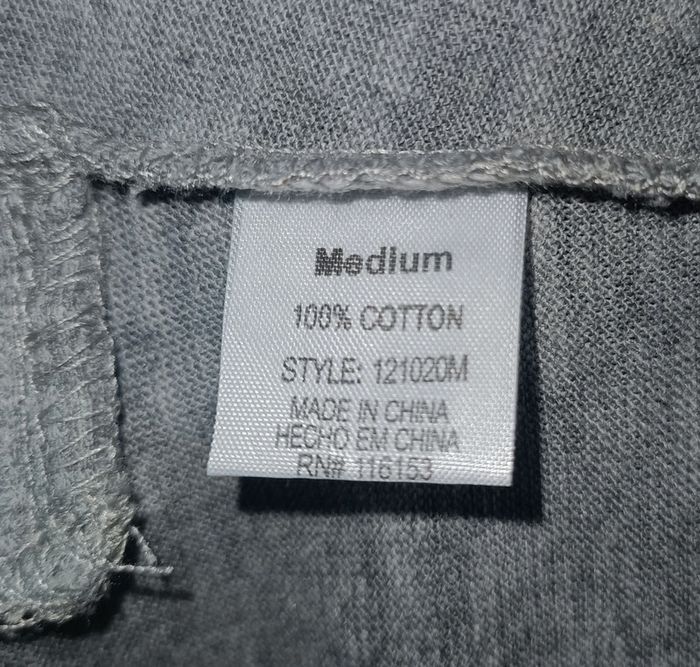 Medium
100% COTTON
STYLE: 121020M
MADE IN CHINA
HECHO EM CHINA
RN# 116153